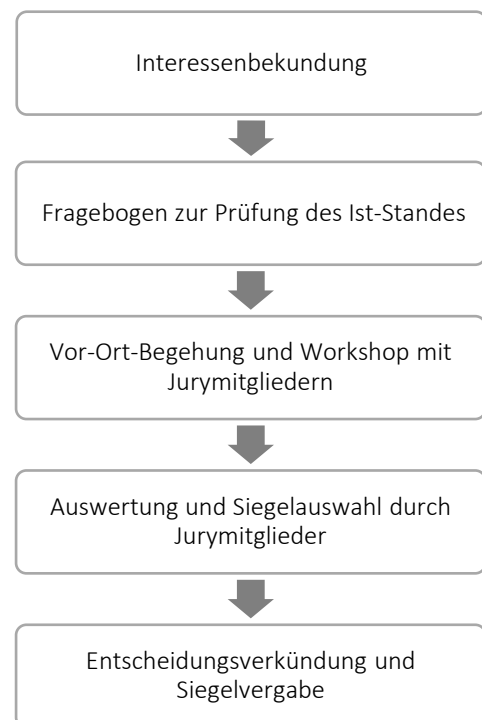 Interessenbekundung
Fragebogen zur Prüfung des Ist-Standes
Vor-Ort-Begehung und Workshop mit
Jurymitgliedern
Auswertung und Siegelauswahl durch
Jurymitglieder
Entscheidungsverkündung und
Siegelvergabe